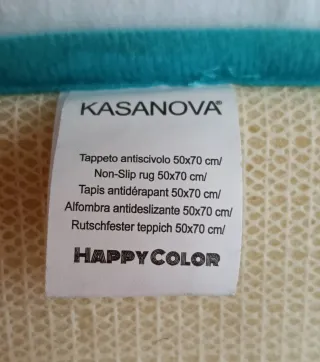 KASANOVA®
Tappeto antiscivolo 50x70 cm/
Non-Slip rug 50x70 cm/
Tapis antidérapant 50x70 cm/
Alfombra antideslizante 50x70 cm/
Rutschfester teppich 50x70 cm/
HAPPY COLOR